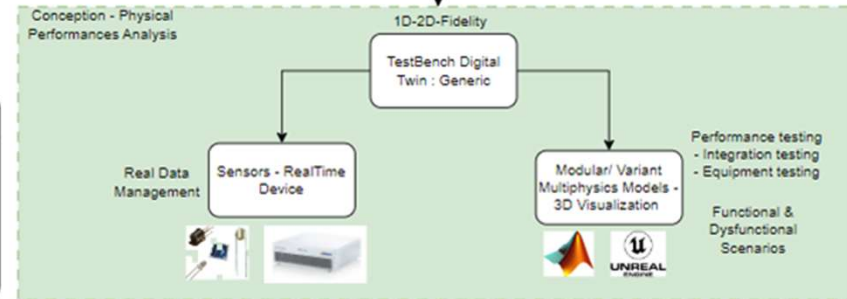 Conception - Physical
Performances Analysis
1D-2D-Fidelity
TestBench Digital
Twin : Generic
Real Data
Management
Sensors - RealTime
Device
Modular/ Variant
Multiphysics Models -
3D Visualization
Performance testing
- Integration testing
- Equipment testing
Functional &
Dysfunctional
Scenarios
UNREAL
ENGINE